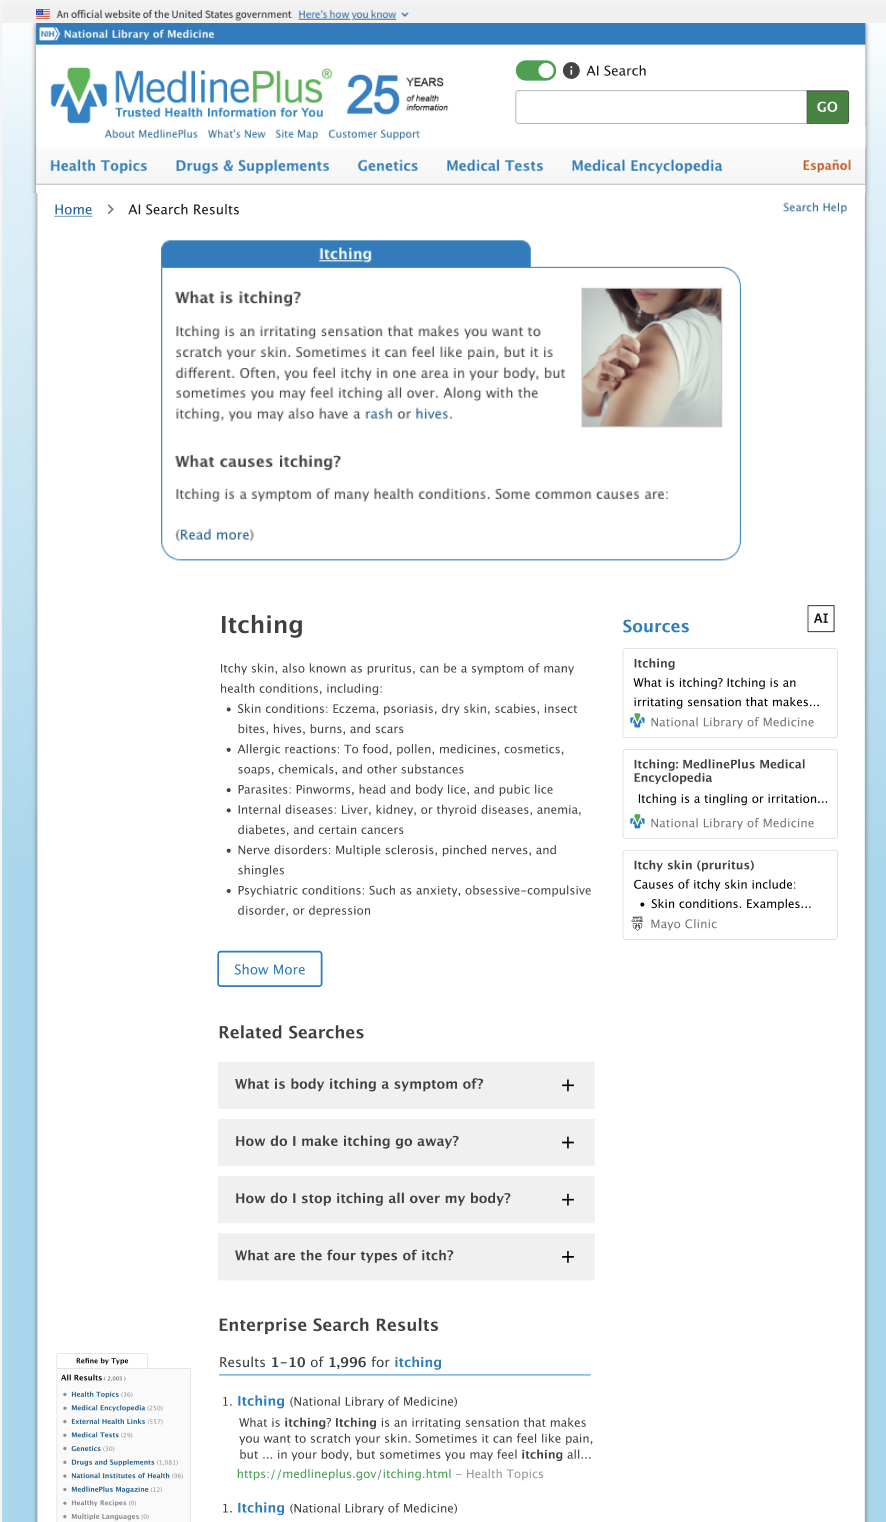 An official website of the United States government Here's how you know
NIH National Library of Medicine
MedlinePlus®
Trusted Health Information for You
25 YEARS
of health
information
About MedlinePlus What's New Site Map Customer Support
AI Search
GO
Health Topics Drugs & Supplements Genetics Medical Tests Medical Encyclopedia Español
Home > AI Search Results
Search Help
Itching
What is itching?
Itching is an irritating sensation that makes you want to
scratch your skin. Sometimes it can feel like pain, but it is
different. Often, you feel itchy in one area in your body, but
sometimes you may feel itching all over. Along with the
itching, you may also have a rash or hives.
What causes itching?
Itching is a symptom of many health conditions. Some common causes are:
(Read more)
Itching
Itchy skin, also known as pruritus, can be a symptom of many
health conditions, including:
• Skin conditions: Eczema, psoriasis, dry skin, scabies, insect
bites, hives, burns, and scars
• Allergic reactions: To food, pollen, medicines, cosmetics,
soaps, chemicals, and other substances
• Parasites: Pinworms, head and body lice, and pubic lice
• Internal diseases: Liver, kidney, or thyroid diseases, anemia,
diabetes, and certain cancers
• Nerve disorders: Multiple sclerosis, pinched nerves, and
shingles
• Psychiatric conditions: Such as anxiety, obsessive-compulsive
disorder, or depression
Show More
Sources
AI
Itching
What is itching? Itching is an
irritating sensation that makes...
National Library of Medicine
Itching: MedlinePlus Medical
Encyclopedia
Itching is a tingling or irritation...
National Library of Medicine
Itchy skin (pruritus)
Causes of itchy skin include:
• Skin conditions. Examples...
Mayo Clinic
Related Searches
What is body itching a symptom of? +
How do I make itching go away? +
How do I stop itching all over my body? +
What are the four types of itch? +
Enterprise Search Results
Results 1-10 of 1,996 for itching
1. Itching (National Library of Medicine)
What is itching? Itching is an irritating sensation that makes
you want to scratch your skin. Sometimes it can feel like pain,
but ... in your body, but sometimes you may feel itching all...
https://medlineplus.gov/itching.html - Health Topics
1. Itching (National Library of Medicine)
Refine by Type
All Results (2,003)
• Health Topics (36)
• Medical Encyclopedia (250)
• External Health Links (557)
• Medical Tests (29)
• Genetics (30)
• Drugs and Supplements (1,081)
• National Institutes of Health (96)
• MedlinePlus Magazine (12)
• Healthy Recipes (0)
• Multiple Languages (0)